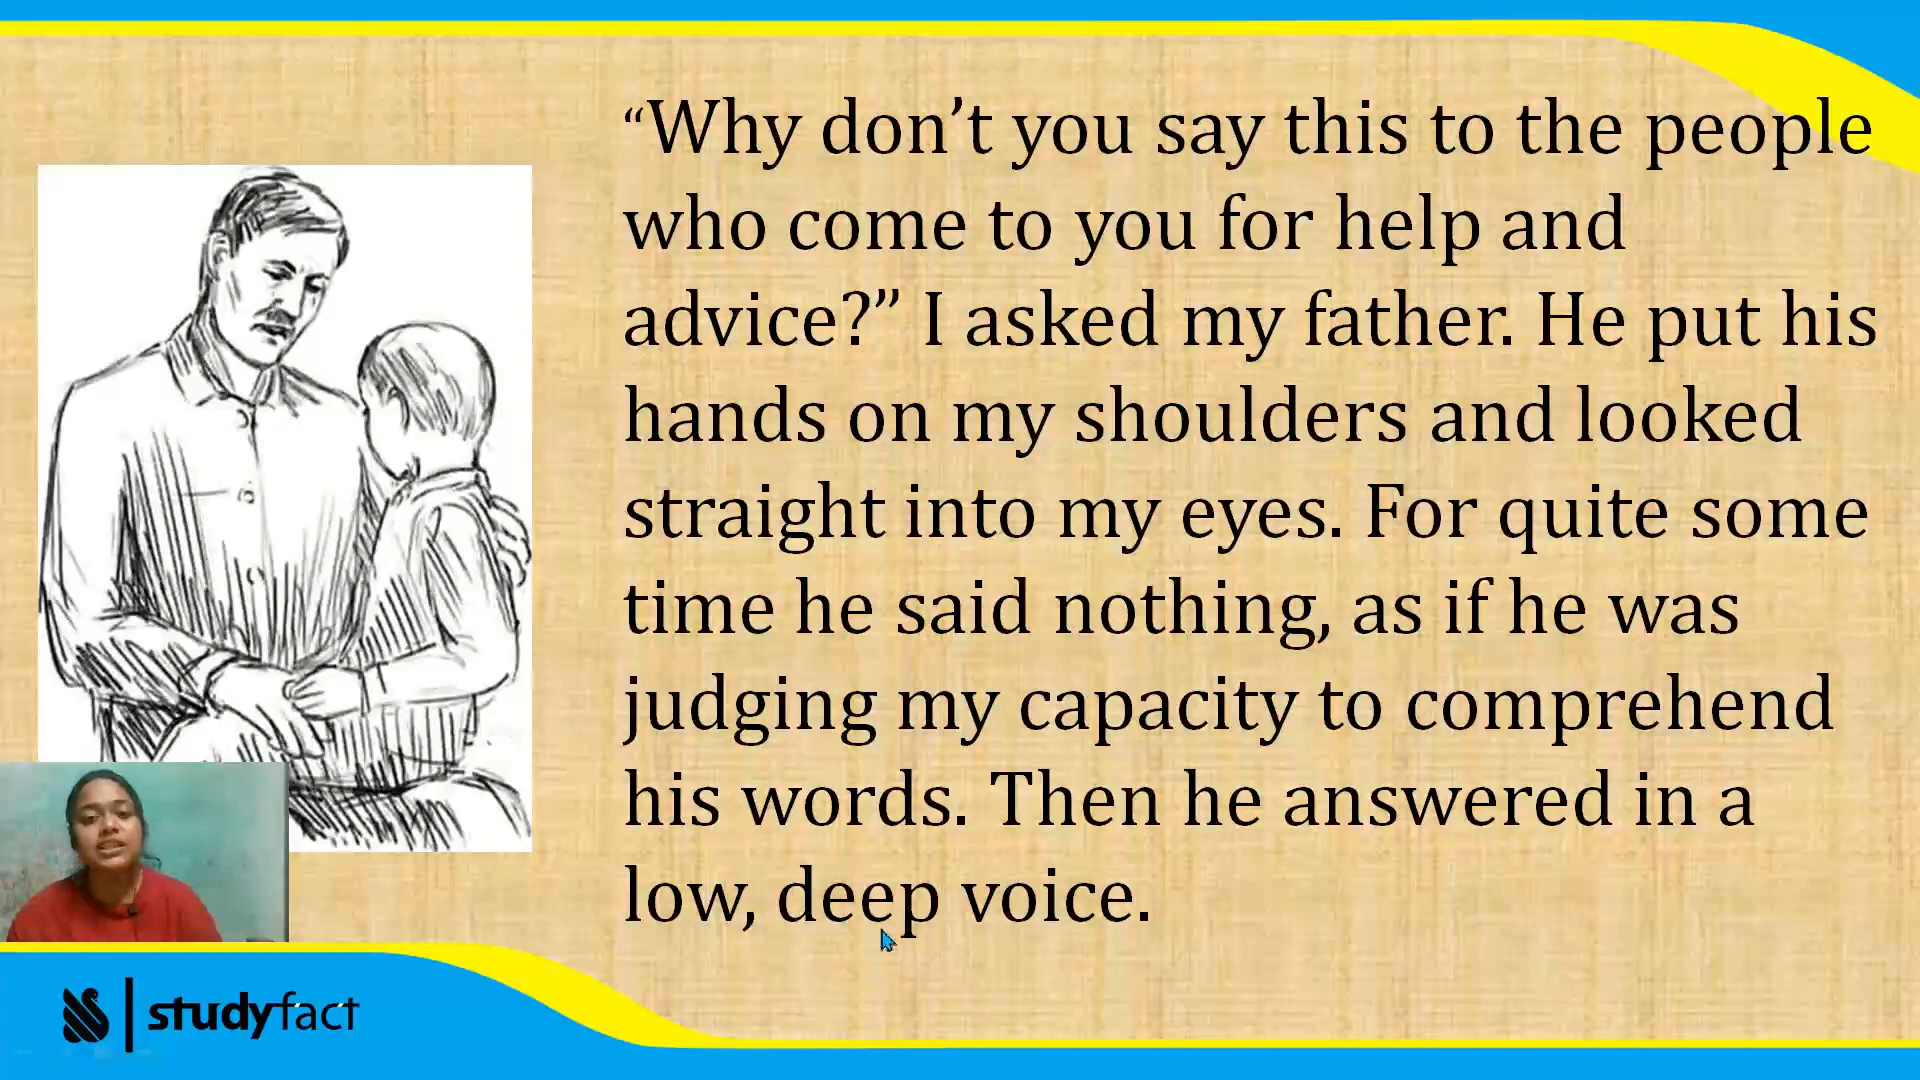 “Why don’t you say this to the people
who come to you for help and
advice?” I asked my father. He put his
hands on my shoulders and looked
straight into my eyes. For quite some
time he said nothing, as if he was
judging my capacity to comprehend
his words. Then he answered in a
low, deep voice.
studyfact